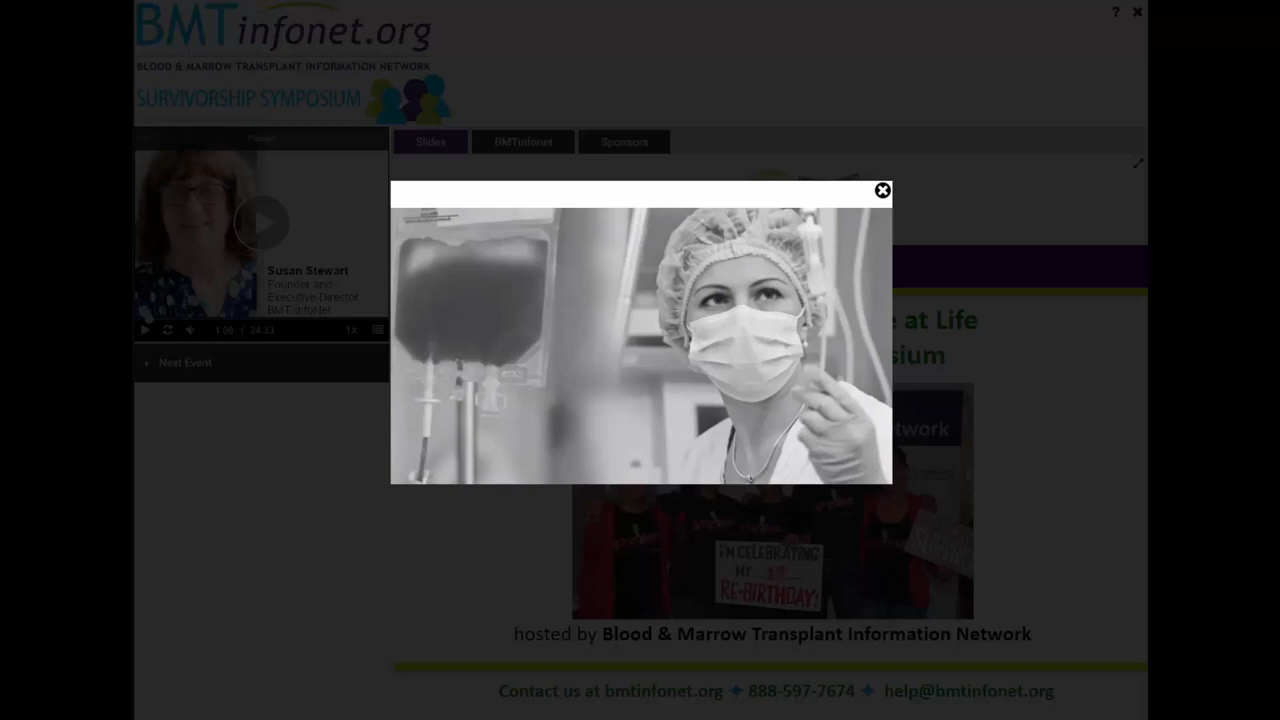 BMTinfonet.org
BLOOD & MARROW TRANSPLANT INFORMATION NETWORK
SURVIVORSHIP SYMPOSIUM
? ×
Slides
BMTinfonet
Sponsors
Susan Stewart
Founder and
Executive Director
BMT InfoNet
1:08 / 24:33 1x
Next Event
e at Life
sium
twork
I'M CELEBRATING
MY 1ST
RE-BIRTHDAY!
hosted by Blood & Marrow Transplant Information Network
Contact us at bmtinfonet.org ✦ 888-597-7674 ✦ help@bmtinfonet.org